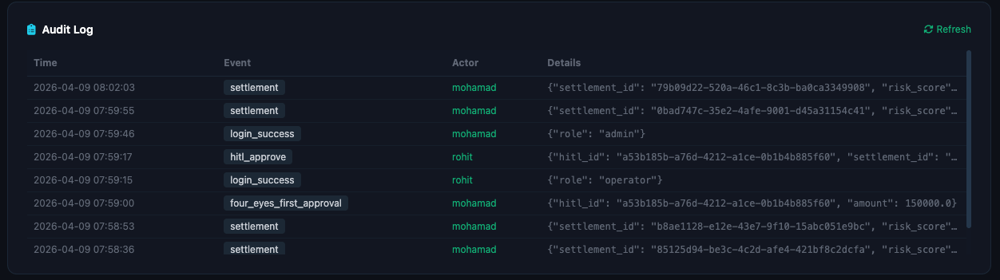 Audit Log
Refresh
Time Event Actor Details
2026-04-09 08:02:03 settlement mohamad {"settlement_id": "79b09d22-520a-46c1-8c3b-ba0ca3349908", "risk_score"…
2026-04-09 07:59:55 settlement mohamad {"settlement_id": "0bad747c-35e2-4afe-9001-d45a31154c41", "risk_score"…
2026-04-09 07:59:46 login_success mohamad {"role": "admin"}
2026-04-09 07:59:17 hitl_approve rohit {"hitl_id": "a53b185b-a76d-4212-a1ce-0b1b4b885f60", "settlement_id": "…
2026-04-09 07:59:15 login_success rohit {"role": "operator"}
2026-04-09 07:59:00 four_eyes_first_approval mohamad {"hitl_id": "a53b185b-a76d-4212-a1ce-0b1b4b885f60", "amount": 150000.0}
2026-04-09 07:58:53 settlement mohamad {"settlement_id": "b8ae1128-e12e-43e7-9f10-15abc051e9bc", "risk_score"…
2026-04-09 07:58:36 settlement mohamad {"settlement_id": "85125d94-be3c-4c2d-afe4-421bf8c2dcfa", "risk_score"…